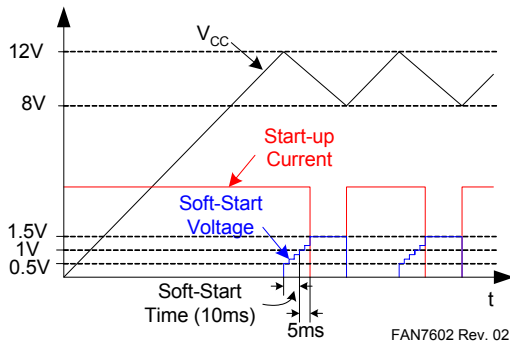 12V
V_CC
8V
Start-up
Current
Soft-Start
Voltage
1.5V
1V
0.5V
Soft-Start
Time (10ms)
5ms
t
FAN7602 Rev. 02